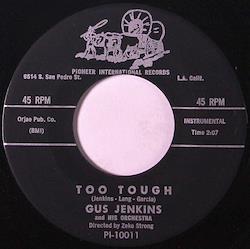 PIONEER INTERNATIONAL RECORDS
6814 S. San Pedro St.
L.A. Calif.
45 RPM
45 RPM
Orjae Pub. Co.
(BMI)
INSTRUMENTAL
Time 2:07
TOO TOUGH
(Jenkins - Lang - Garcia)
GUS JENKINS
AND HIS ORCHESTRA
Directed by Zeke Strong
PI-10011